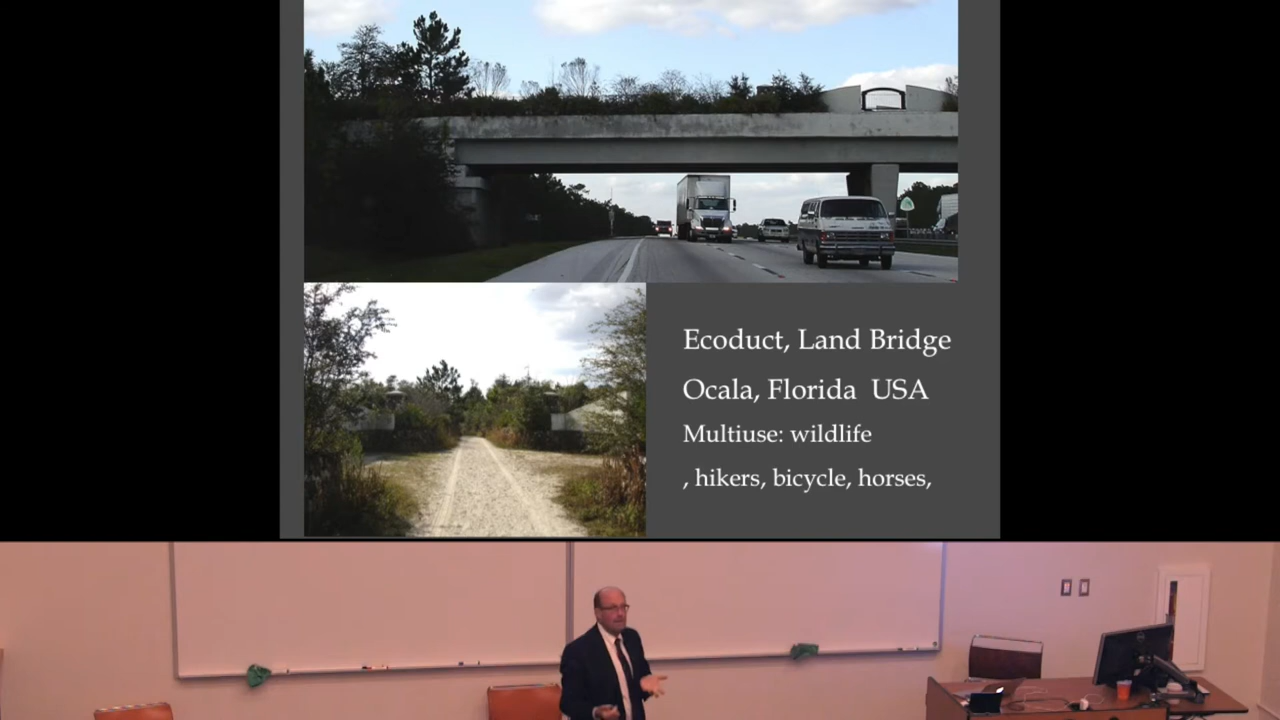 Ecoduct, Land Bridge
Ocala, Florida  USA
Multiuse: wildlife
, hikers, bicycle, horses,